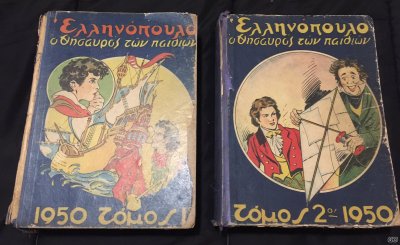 Ελληνόπουλο
ο θησαυρός των παιδιών
1950 τόμος 1
Ελληνόπουλο
ο θησαυρός των παιδιών
τόμος 2ος 1950